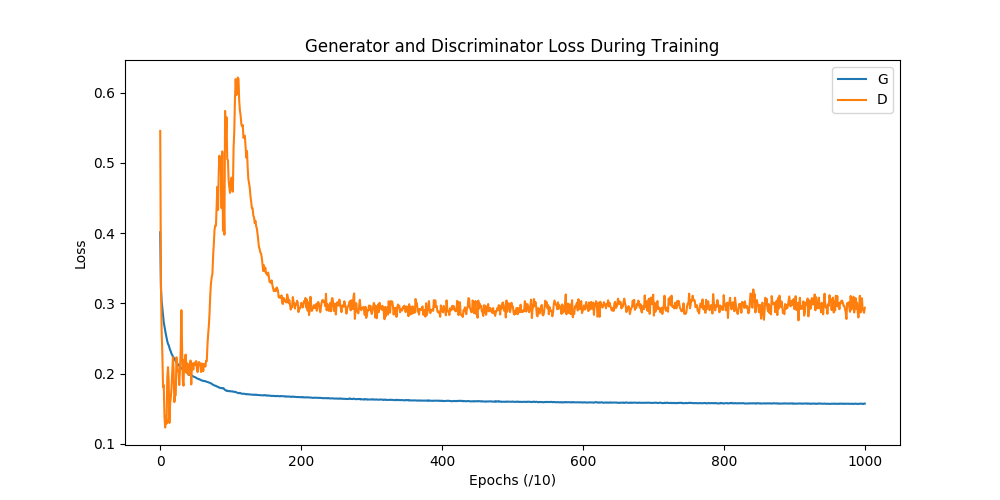 Generator and Discriminator Loss During Training
G
D
Loss
0.6
0.5
0.4
0.3
0.2
0.1
0 200 400 600 800 1000
Epochs (/10)